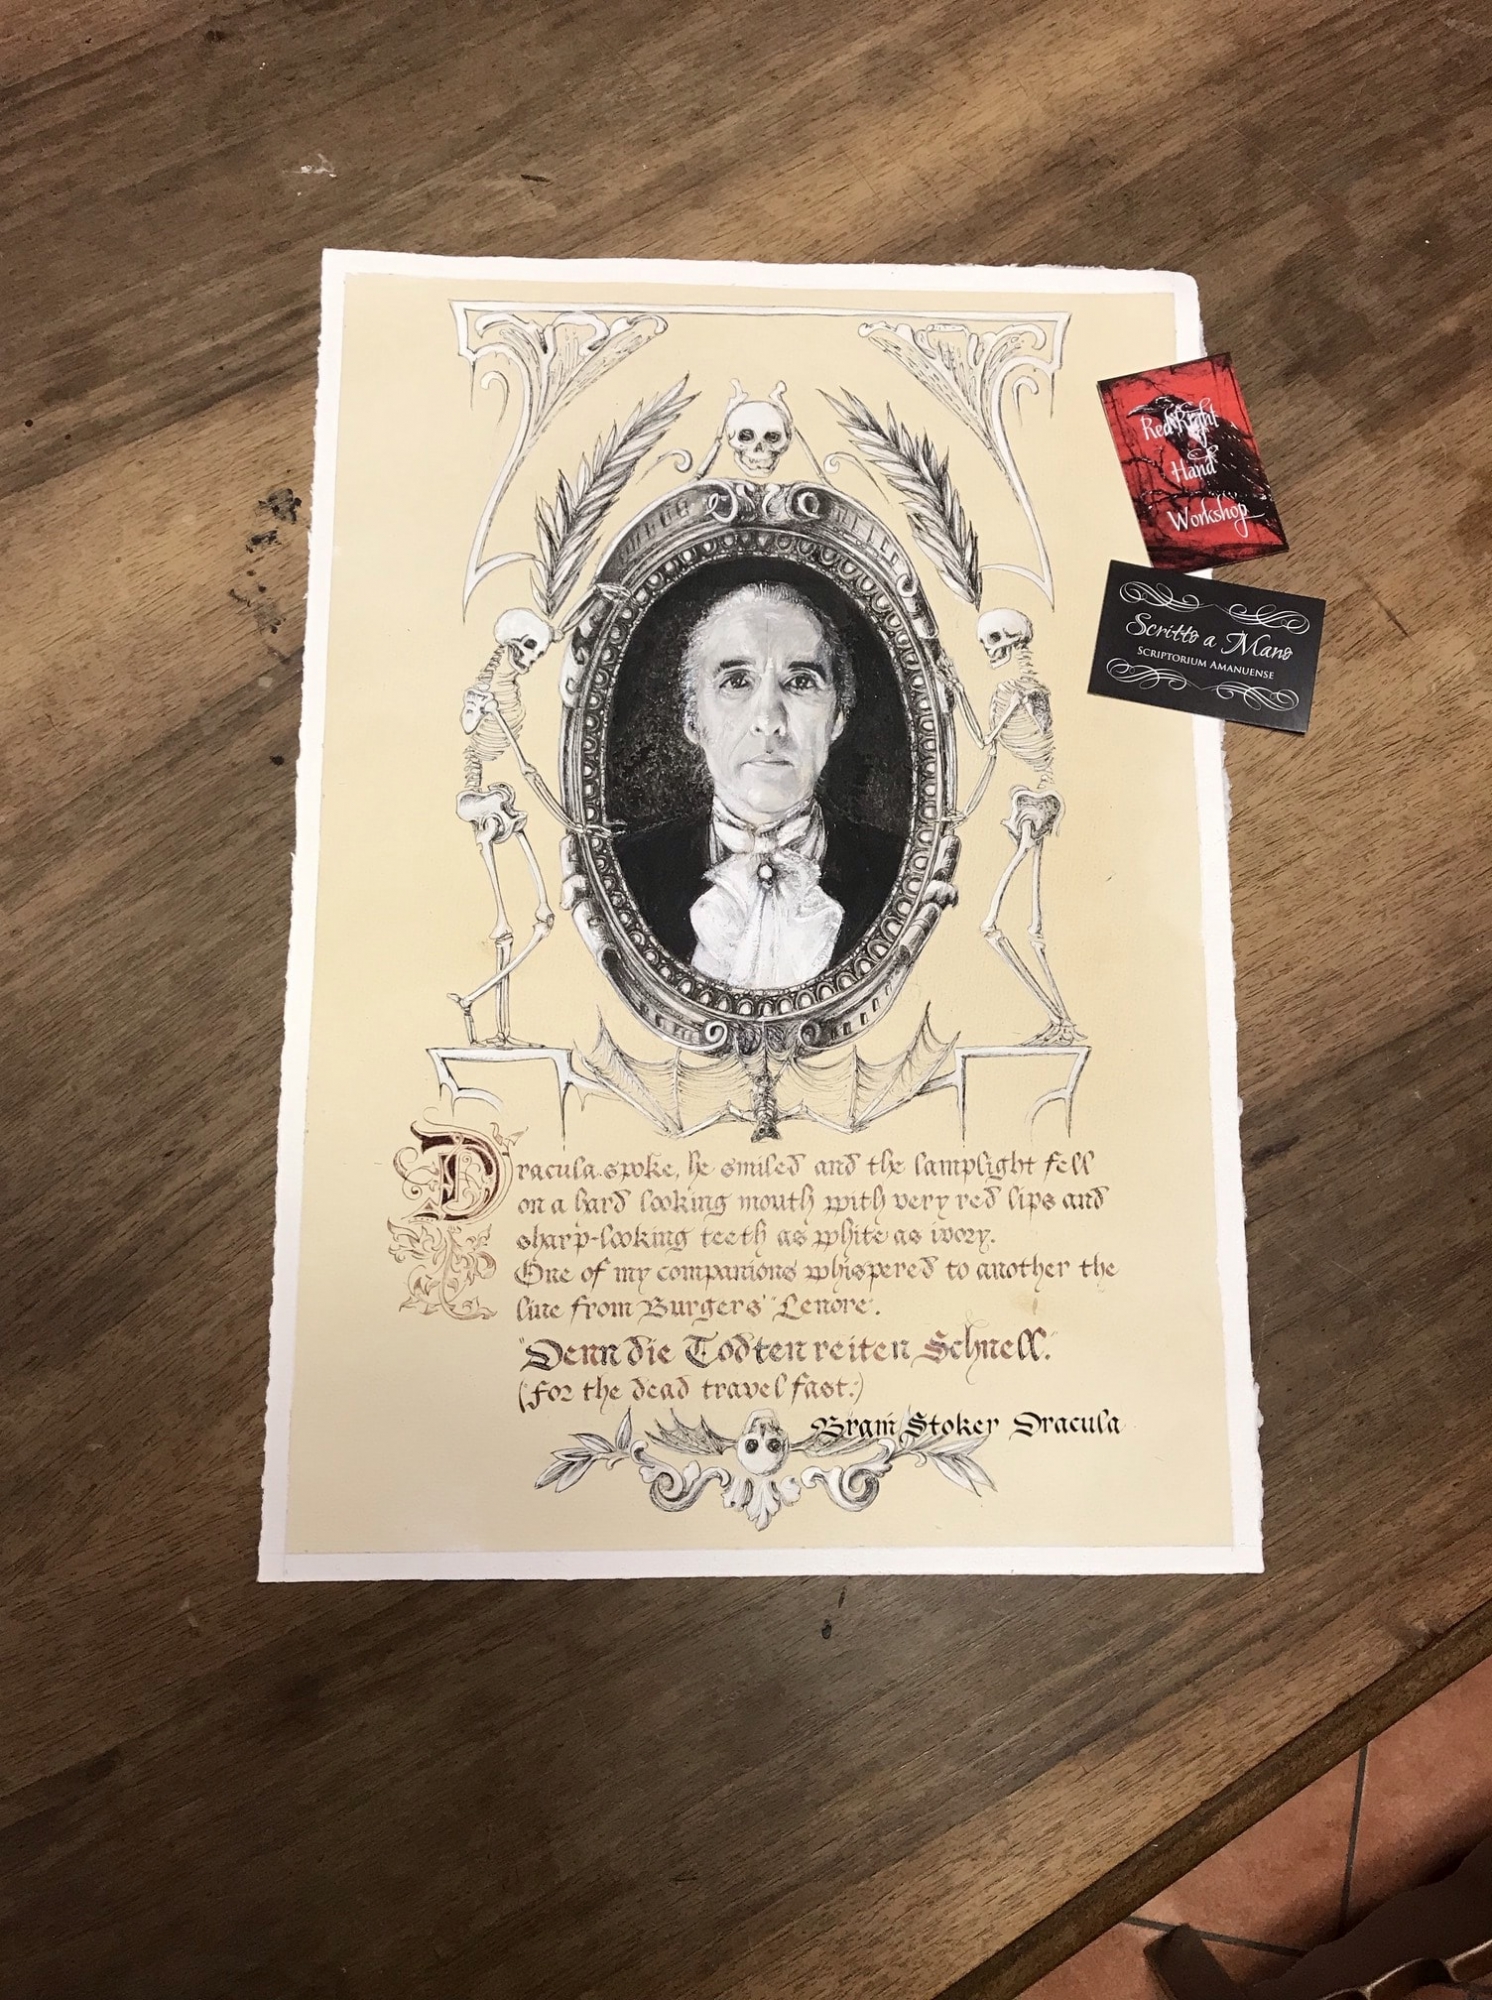 Red Right
Hand
Workshop
Scritto a Mano
SCRIPTORIUM AMANUENSE
Dracula spoke, he smiled and the lamplight fell
on a hard looking mouth with very red lips and
sharp-looking teeth as white as ivory.
One of my companions whispered to another the
line from Burgers' "Lenore".
"Denn die Todten reiten Schnell."
(for the dead travel fast.)
Bram Stoker Dracula